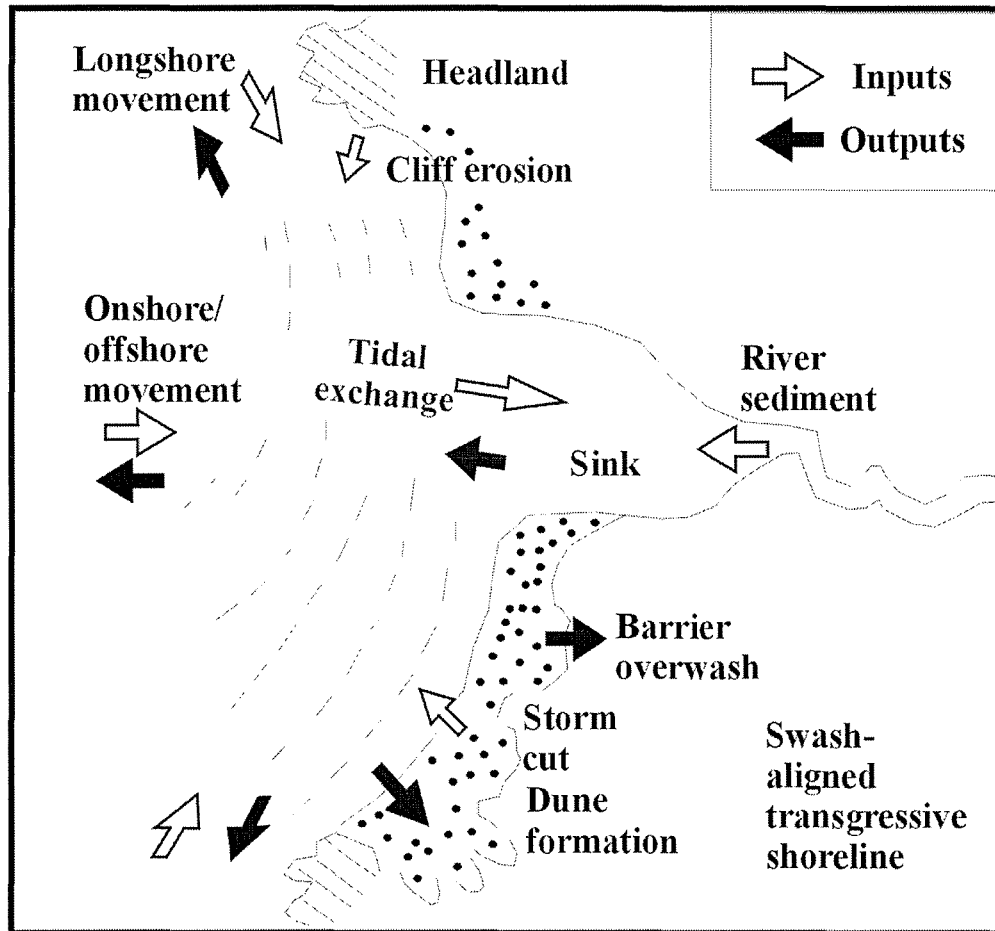 Longshore
movement
Headland
Inputs
Outputs
Cliff erosion
Onshore/
offshore
movement
Tidal
exchange
River
sediment
Sink
Barrier
overwash
Storm
cut
Dune
formation
Swash-
aligned
transgressive
shoreline